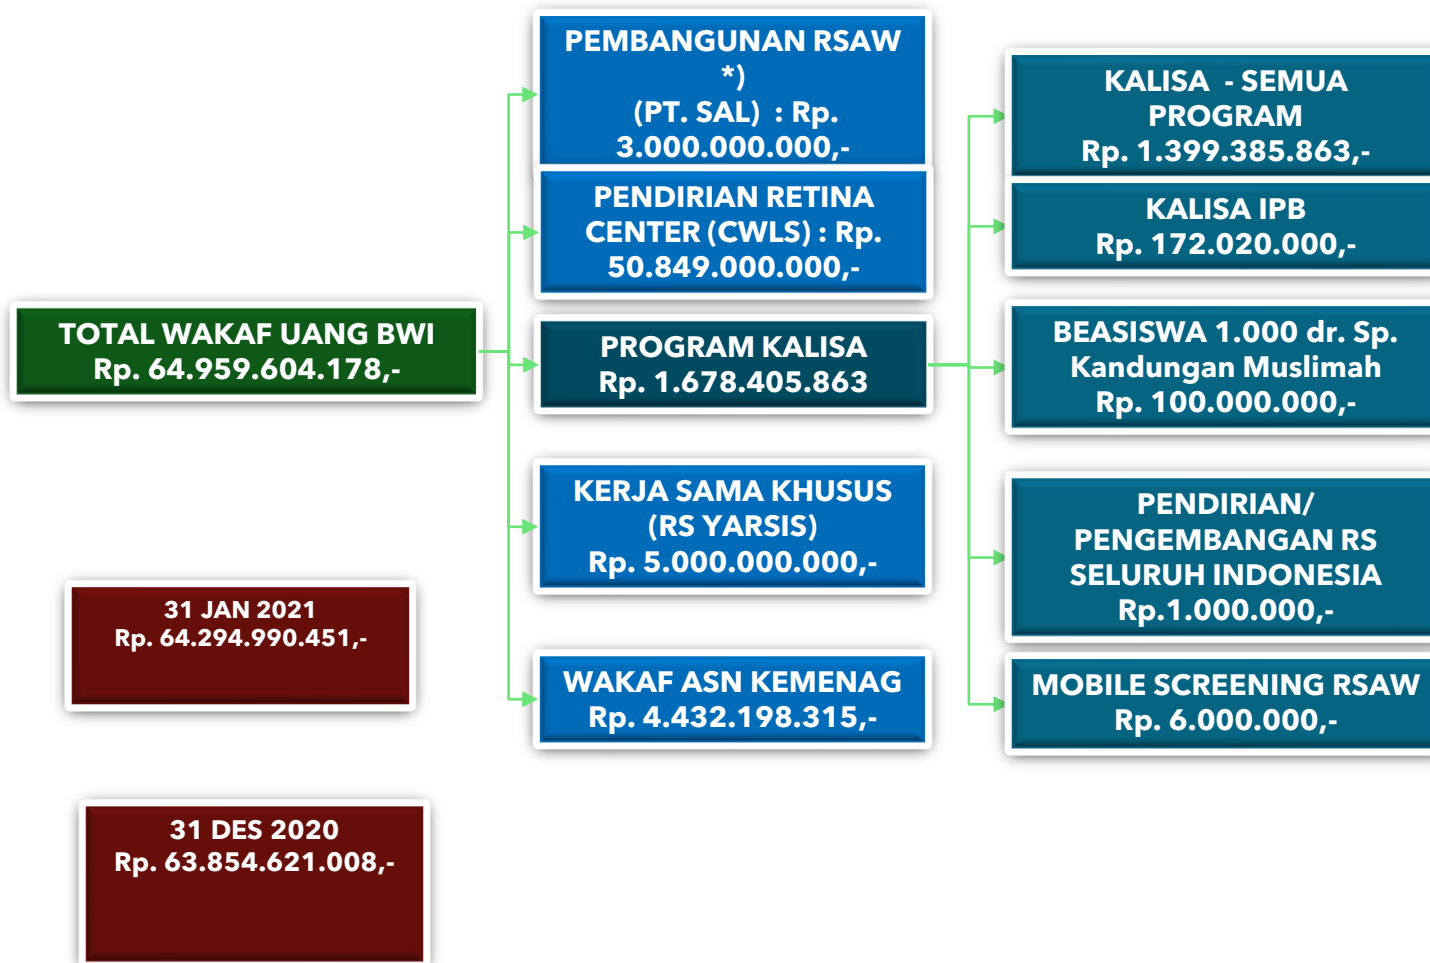 PEMBANGUNAN RSAW
*)
(PT. SAL) : Rp.
3.000.000.000,-
PENDIRIAN RETINA
CENTER (CWLS) : Rp.
50.849.000.000,-
TOTAL WAKAF UANG BWI
Rp. 64.959.604.178,-
PROGRAM KALISA
Rp. 1.678.405.863
KERJA SAMA KHUSUS
(RS YARSIS)
Rp. 5.000.000.000,-
WAKAF ASN KEMENAG
Rp. 4.432.198.315,-
KALISA - SEMUA
PROGRAM
Rp. 1.399.385.863,-
KALISA IPB
Rp. 172.020.000,-
BEASISWA 1.000 dr. Sp.
Kandungan Muslimah
Rp. 100.000.000,-
PENDIRIAN/
PENGEMBANGAN RS
SELURUH INDONESIA
Rp.1.000.000,-
MOBILE SCREENING RSAW
Rp. 6.000.000,-
31 JAN 2021
Rp. 64.294.990.451,-
31 DES 2020
Rp. 63.854.621.008,-